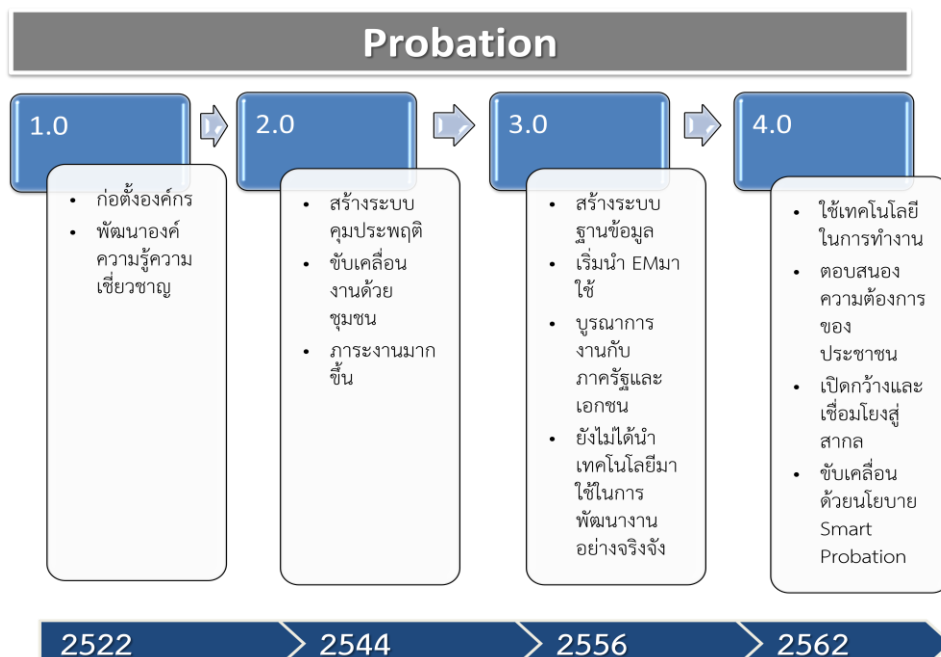 Probation
1.0
• ก่อตั้งองค์กร
• พัฒนาองค์
ความรู้ความ
เชี่ยวชาญ
2.0
• สร้างระบบ
คุมประพฤติ
• ขับเคลื่อน
งานด้วย
ชุมชน
• ภาระงานมาก
ขึ้น
3.0
• สร้างระบบ
ฐานข้อมูล
• เริ่มนำ EMมา
ใช้
• บูรณาการ
งานกับ
ภาครัฐและ
เอกชน
• ยังไม่ได้นำ
เทคโนโลยีมา
ใช้ในการ
พัฒนางาน
อย่างจริงจัง
4.0
• ใช้เทคโนโลยี
ในการทำงาน
• ตอบสนอง
ความต้องการ
ของ
ประชาชน
• เปิดกว้างและ
เชื่อมโยงสู่
สากล
• ขับเคลื่อน
ด้วยนโยบาย
Smart
Probation
2522
2544
2556
2562